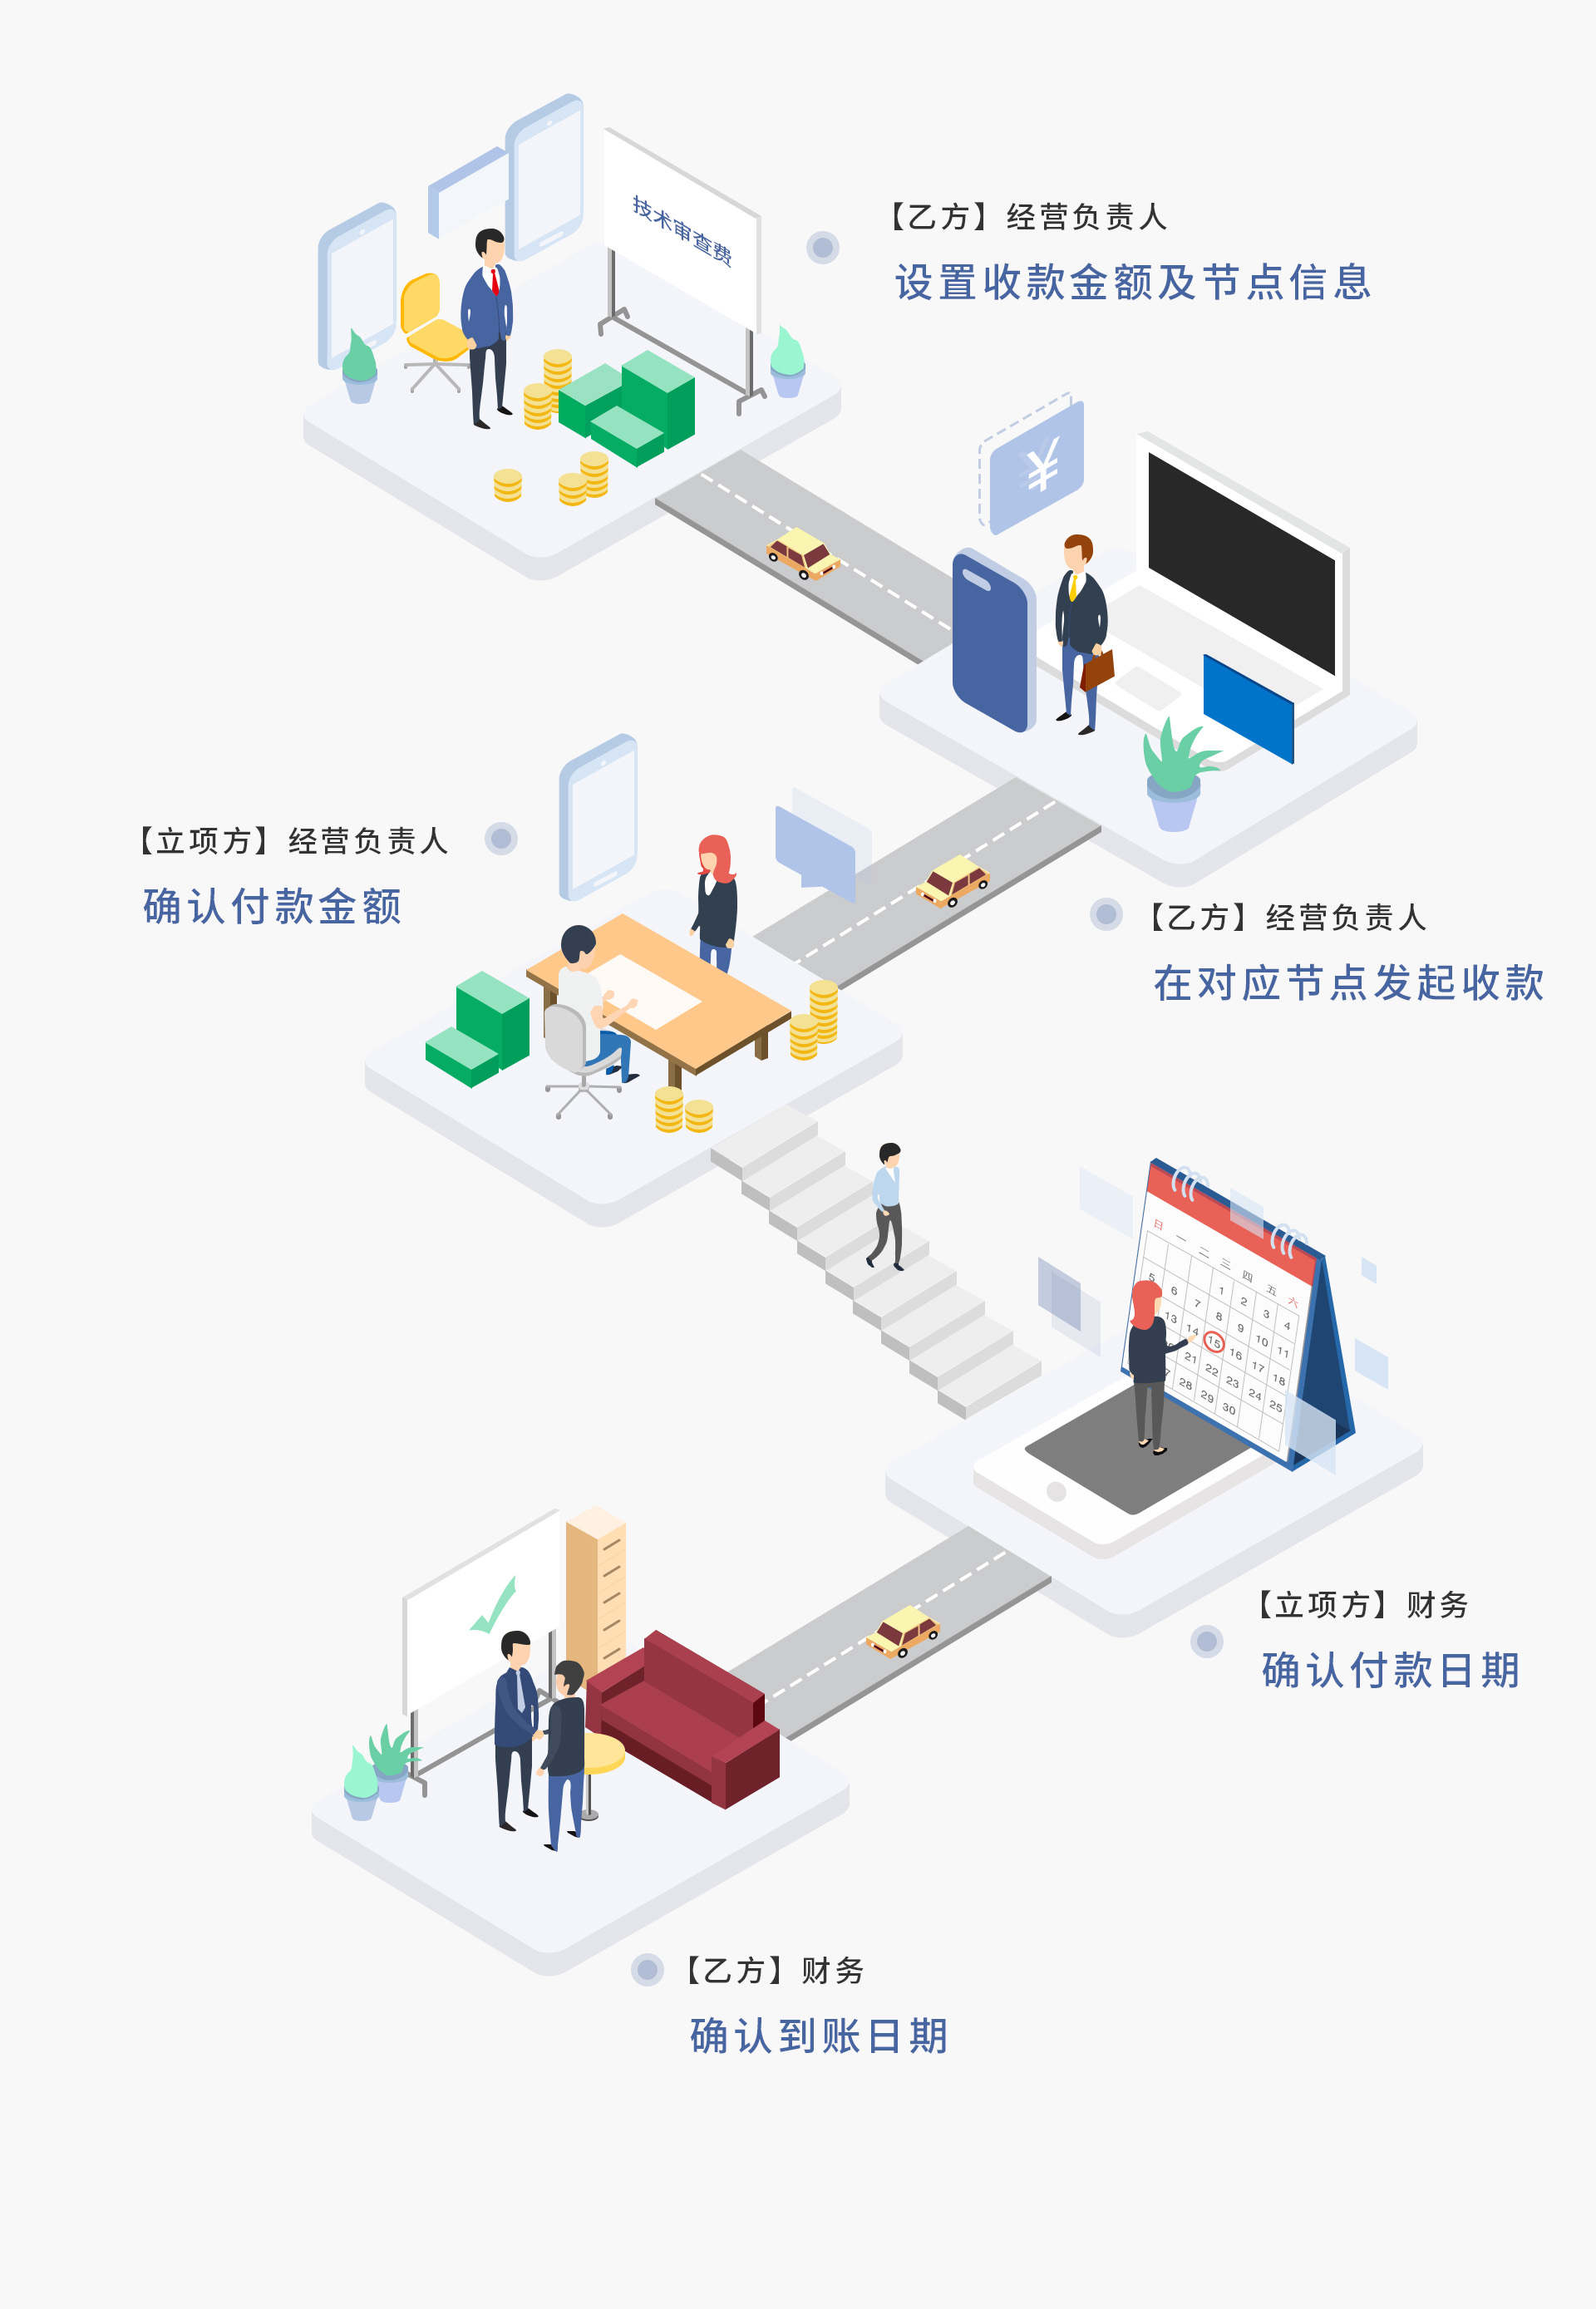 技术审查费
【乙方】经营负责人
设置收款金额及节点信息
¥
【立项方】经营负责人
确认付款金额
【乙方】经营负责人
在对应节点发起收款
日 一 二 三 四 五 六
1 2 3 4
5 6 7 8 9 10 11
13 14 15 16 17 18
21 22 23 24 25
28 29 30
【立项方】财务
确认付款日期
【乙方】财务
确认到账日期